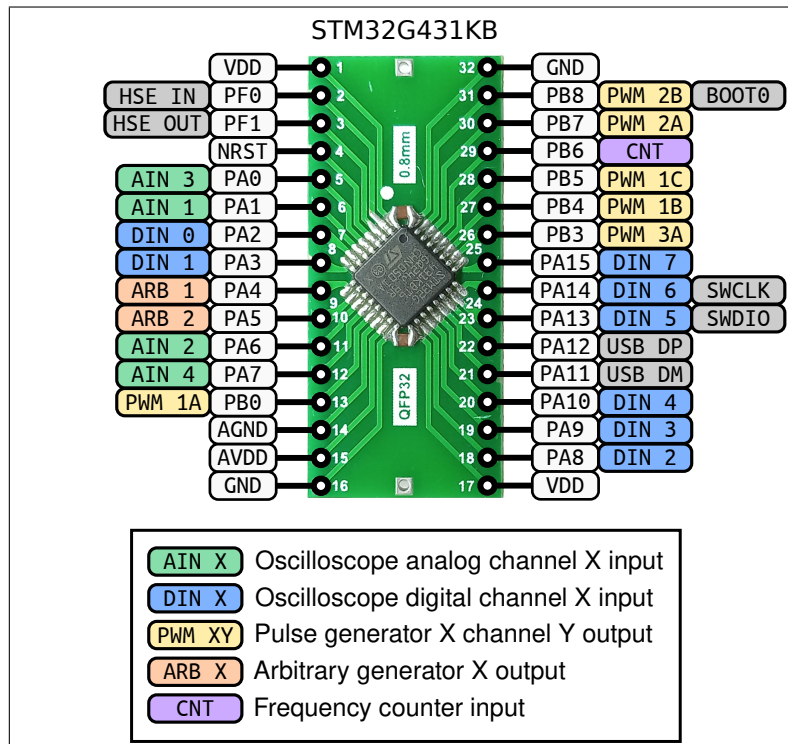 STM32G431KB
VDD 1 32 GND
HSE IN PF0 2 31 PB8 PWM 2B BOOT0
HSE OUT PF1 3 30 PB7 PWM 2A
NRST 4 29 PB6 CNT
AIN 3 PA0 5 28 PB5 PWM 1C
AIN 1 PA1 6 27 PB4 PWM 1B
DIN 0 PA2 7 26 PB3 PWM 3A
DIN 1 PA3 8 25 PA15 DIN 7
ARB 1 PA4 9 24 PA14 DIN 6 SWCLK
ARB 2 PA5 10 23 PA13 DIN 5 SWDIO
AIN 2 PA6 11 22 PA12 USB DP
AIN 4 PA7 12 21 PA11 USB DM
PWM 1A PB0 13 20 PA10 DIN 4
AGND 14 19 PA9 DIN 3
AVDD 15 18 PA8 DIN 2
GND 16 17 VDD
0.8mm
QFP32
AIN X Oscilloscope analog channel X input
DIN X Oscilloscope digital channel X input
PWM XY Pulse generator X channel Y output
ARB X Arbitrary generator X output
CNT Frequency counter input